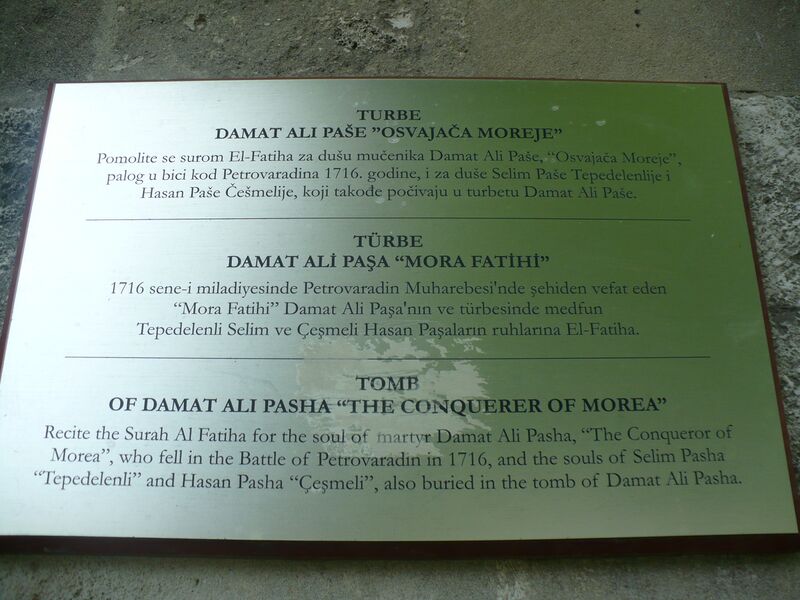 TURBE
DAMAT ALI PAŠE ”OSVAJAČA MOREJE”
Pomolite se surom El-Fatiha za dušu mučenika Damat Ali Paše, “Osvajača Moreje”,
palog u bici kod Petrovaradina 1716. godine, i za duše Selim Paše Tepedelenlije i
Hasan Paše Češmelije, koji takođe počivaju u turbetu Damat Ali Paše.
TÜRBE
DAMAT ALİ PAŞA “MORA FATİHİ”
1716 sene-i miladiyesinde Petrovaradin Muharebesi'nde şehiden vefat eden
“Mora Fatihi” Damat Ali Paşa'nın ve türbesinde medfun
Tepedelenli Selim ve Çeşmeli Hasan Paşaların ruhlarına El-Fatiha.
TOMB
OF DAMAT ALI PASHA “THE CONQUERER OF MOREA”
Recite the Surah Al Fatiha for the soul of martyr Damat Ali Pasha, “The Conqueror of
Morea”, who fell in the Battle of Petrovaradin in 1716, and the souls of Selim Pasha
“Tepedelenli” and Hasan Pasha “Çeşmeli”, also buried in the tomb of Damat Ali Pasha.